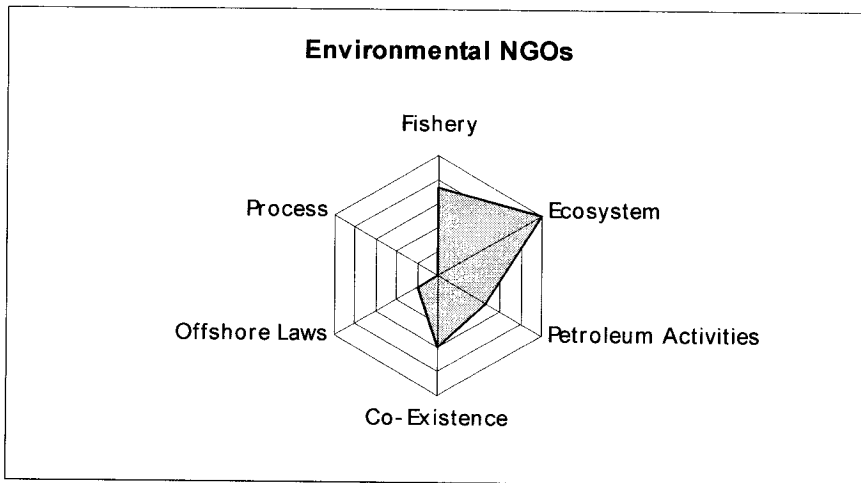 Environmental NGOs
Fishery
Process
Ecosystem
Offshore Laws
Petroleum Activities
Co-Existence